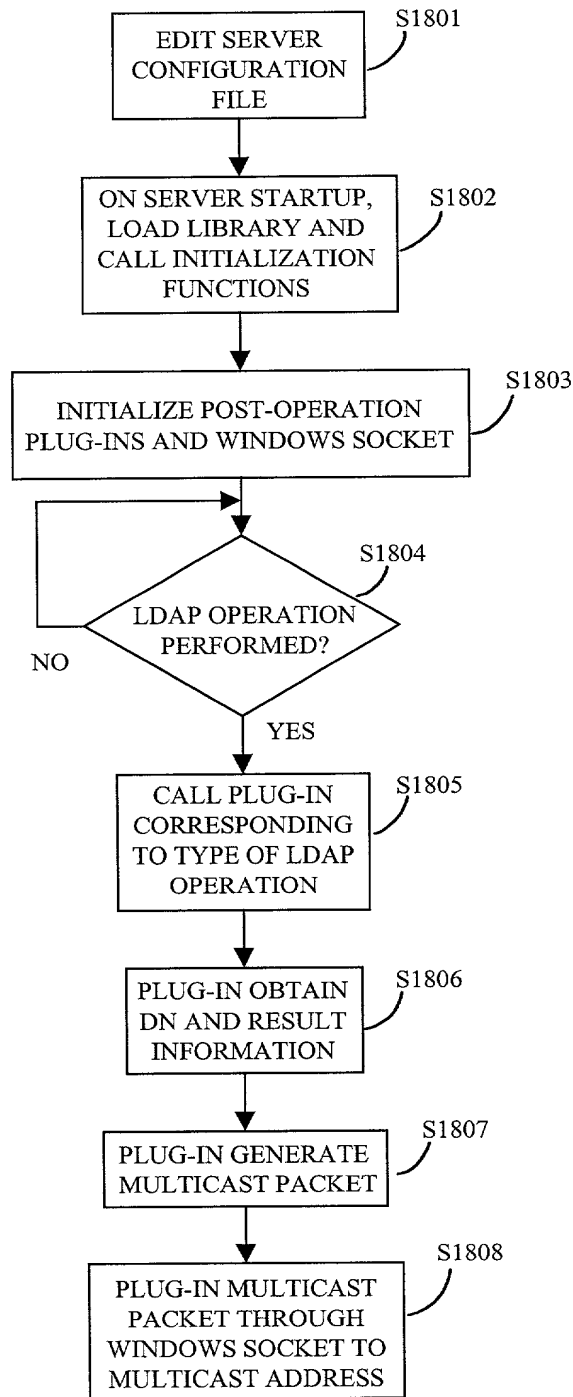 S1801
EDIT SERVER
CONFIGURATION
FILE
S1802
ON SERVER STARTUP,
LOAD LIBRARY AND
CALL INITIALIZATION
FUNCTIONS
S1803
INITIALIZE POST-OPERATION
PLUG-INS AND WINDOWS SOCKET
S1804
LDAP OPERATION
PERFORMED?
NO
YES
S1805
CALL PLUG-IN
CORRESPONDING
TO TYPE OF LDAP
OPERATION
S1806
PLUG-IN OBTAIN
DN AND RESULT
INFORMATION
S1807
PLUG-IN GENERATE
MULTICAST PACKET
S1808
PLUG-IN MULTICAST
PACKET THROUGH
WINDOWS SOCKET TO
MULTICAST ADDRESS